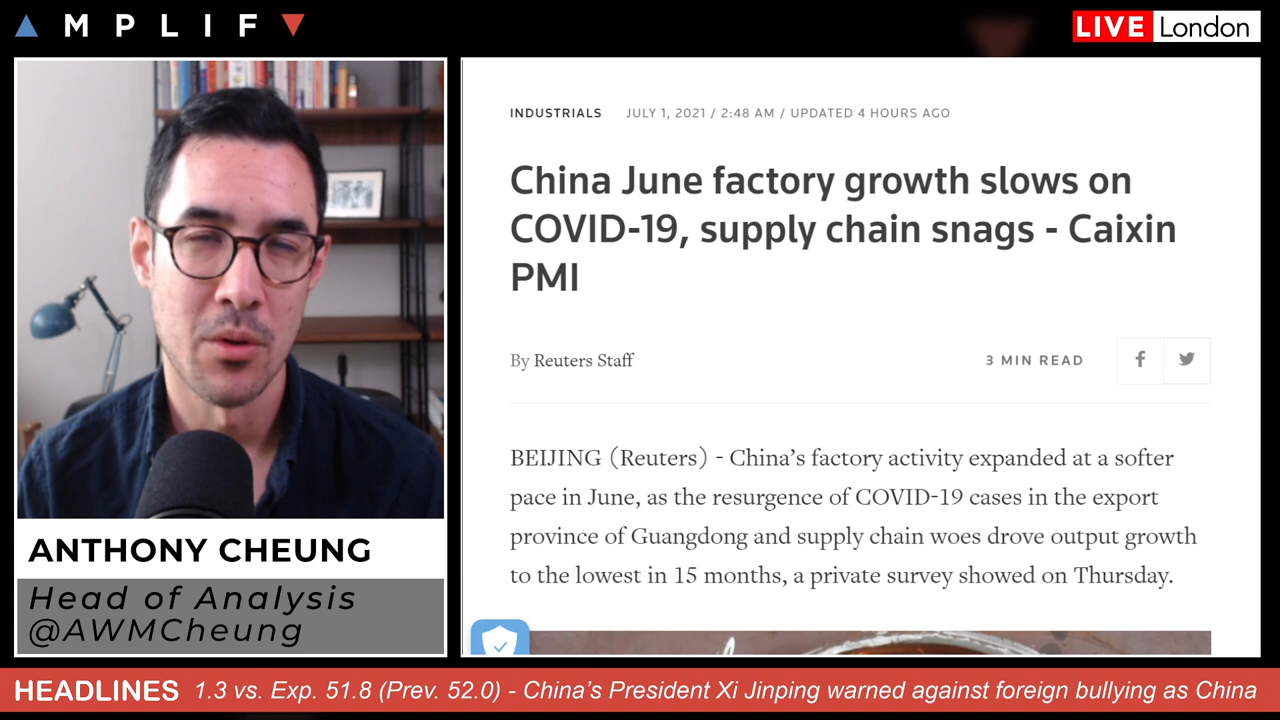 AMPLIFY
LIVE London
INDUSTRIALS JULY 1, 2021 / 2:48 AM / UPDATED 4 HOURS AGO
China June factory growth slows on
COVID-19, supply chain snags - Caixin
PMI
By Reuters Staff
3 MIN READ
BEIJING (Reuters) - China's factory activity expanded at a softer
pace in June, as the resurgence of COVID-19 cases in the export
province of Guangdong and supply chain woes drove output growth
to the lowest in 15 months, a private survey showed on Thursday.
ANTHONY CHEUNG
Head of Analysis
@AWMCheung
HEADLINES 1.3 vs. Exp. 51.8 (Prev. 52.0) - China's President Xi Jinping warned against foreign bullying as China